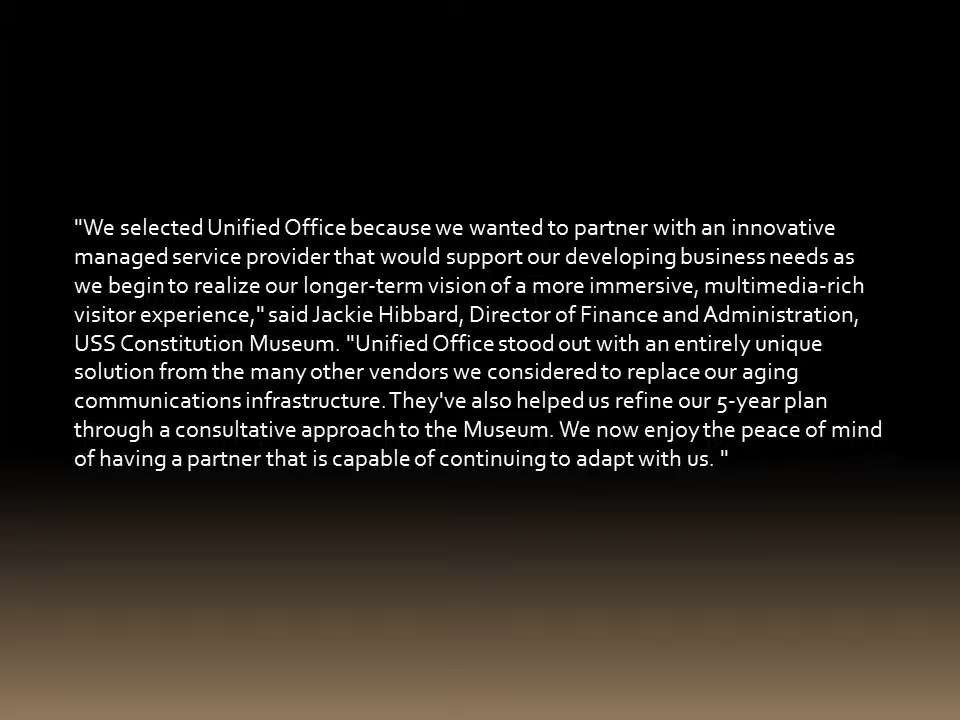 "We selected Unified Office because we wanted to partner with an innovative
managed service provider that would support our developing business needs as
we begin to realize our longer-term vision of a more immersive, multimedia-rich
visitor experience," said Jackie Hibbard, Director of Finance and Administration,
USS Constitution Museum. "Unified Office stood out with an entirely unique
solution from the many other vendors we considered to replace our aging
communications infrastructure. They've also helped us refine our 5-year plan
through a consultative approach to the Museum. We now enjoy the peace of mind
of having a partner that is capable of continuing to adapt with us. "